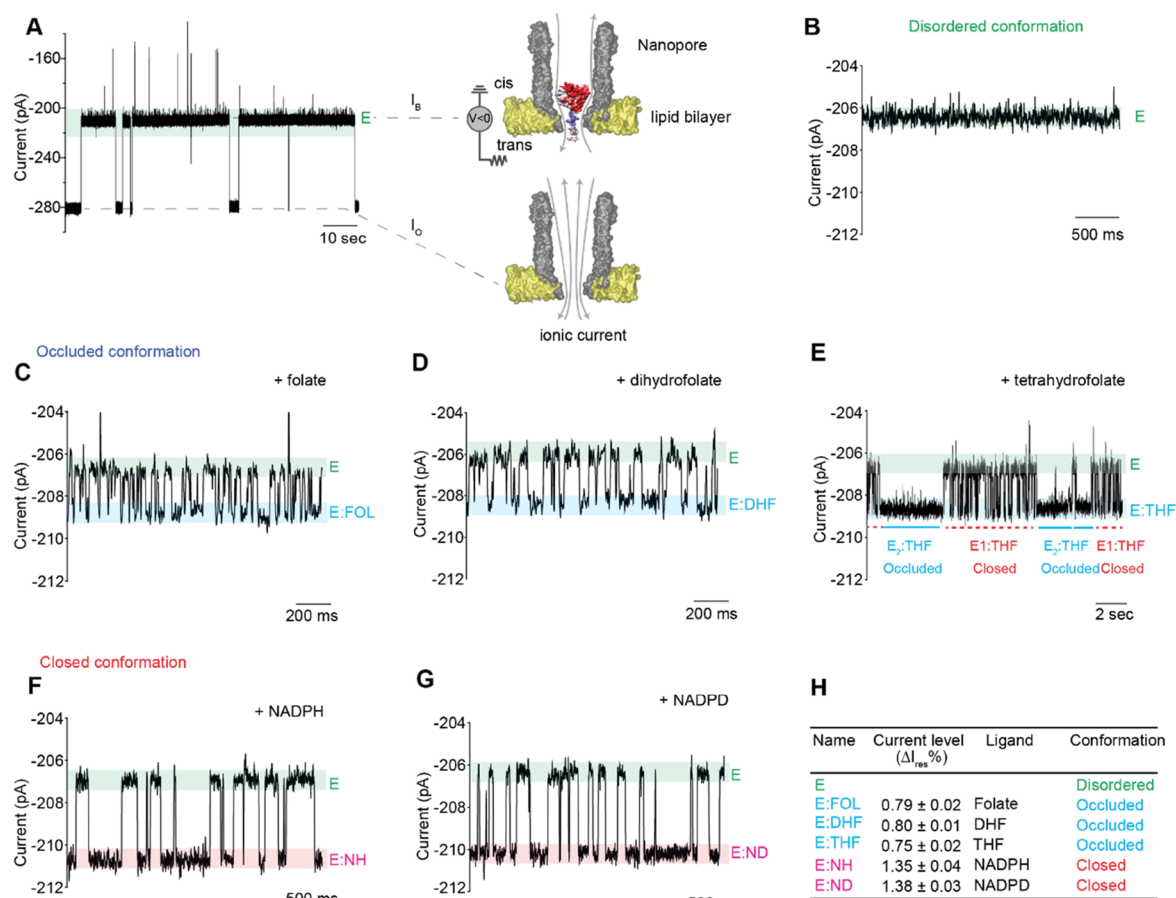 A
Current (pA)
-160
-200
-240
-280
E
10 sec
I_B
I_O
cis
V<0
trans
Nanopore
lipid bilayer
ionic current
B
Disordered conformation
Current (pA)
-204
-206
-208
-210
-212
E
500 ms
Occluded conformation
C
+ folate
Current (pA)
-204
-206
-208
-210
-212
E
E:FOL
200 ms
D
+ dihydrofolate
Current (pA)
-204
-206
-208
-210
-212
E
E:DHF
200 ms
E
+ tetrahydrofolate
Current (pA)
-204
-206
-208
-210
-212
E
E:THF
E₂:THF E1:THF E₂:THF E1:THF
Occluded Closed Occluded Closed
2 sec
Closed conformation
F
+ NADPH
Current (pA)
-204
-206
-207
-209
-210
-212
E
E:NH
G
+ NADPD
Current (pA)
-204
-206
-207
-209
-210
-212
E
E:ND
H
Name Current level Ligand Conformation
(ΔI_res%)
E Disordered
E:FOL 0.79 ± 0.02 Folate Occluded
E:DHF 0.80 ± 0.01 DHF Occluded
E:THF 0.75 ± 0.02 THF Occluded
E:NH 1.35 ± 0.04 NADPH Closed
E:ND 1.38 ± 0.03 NADPD Closed